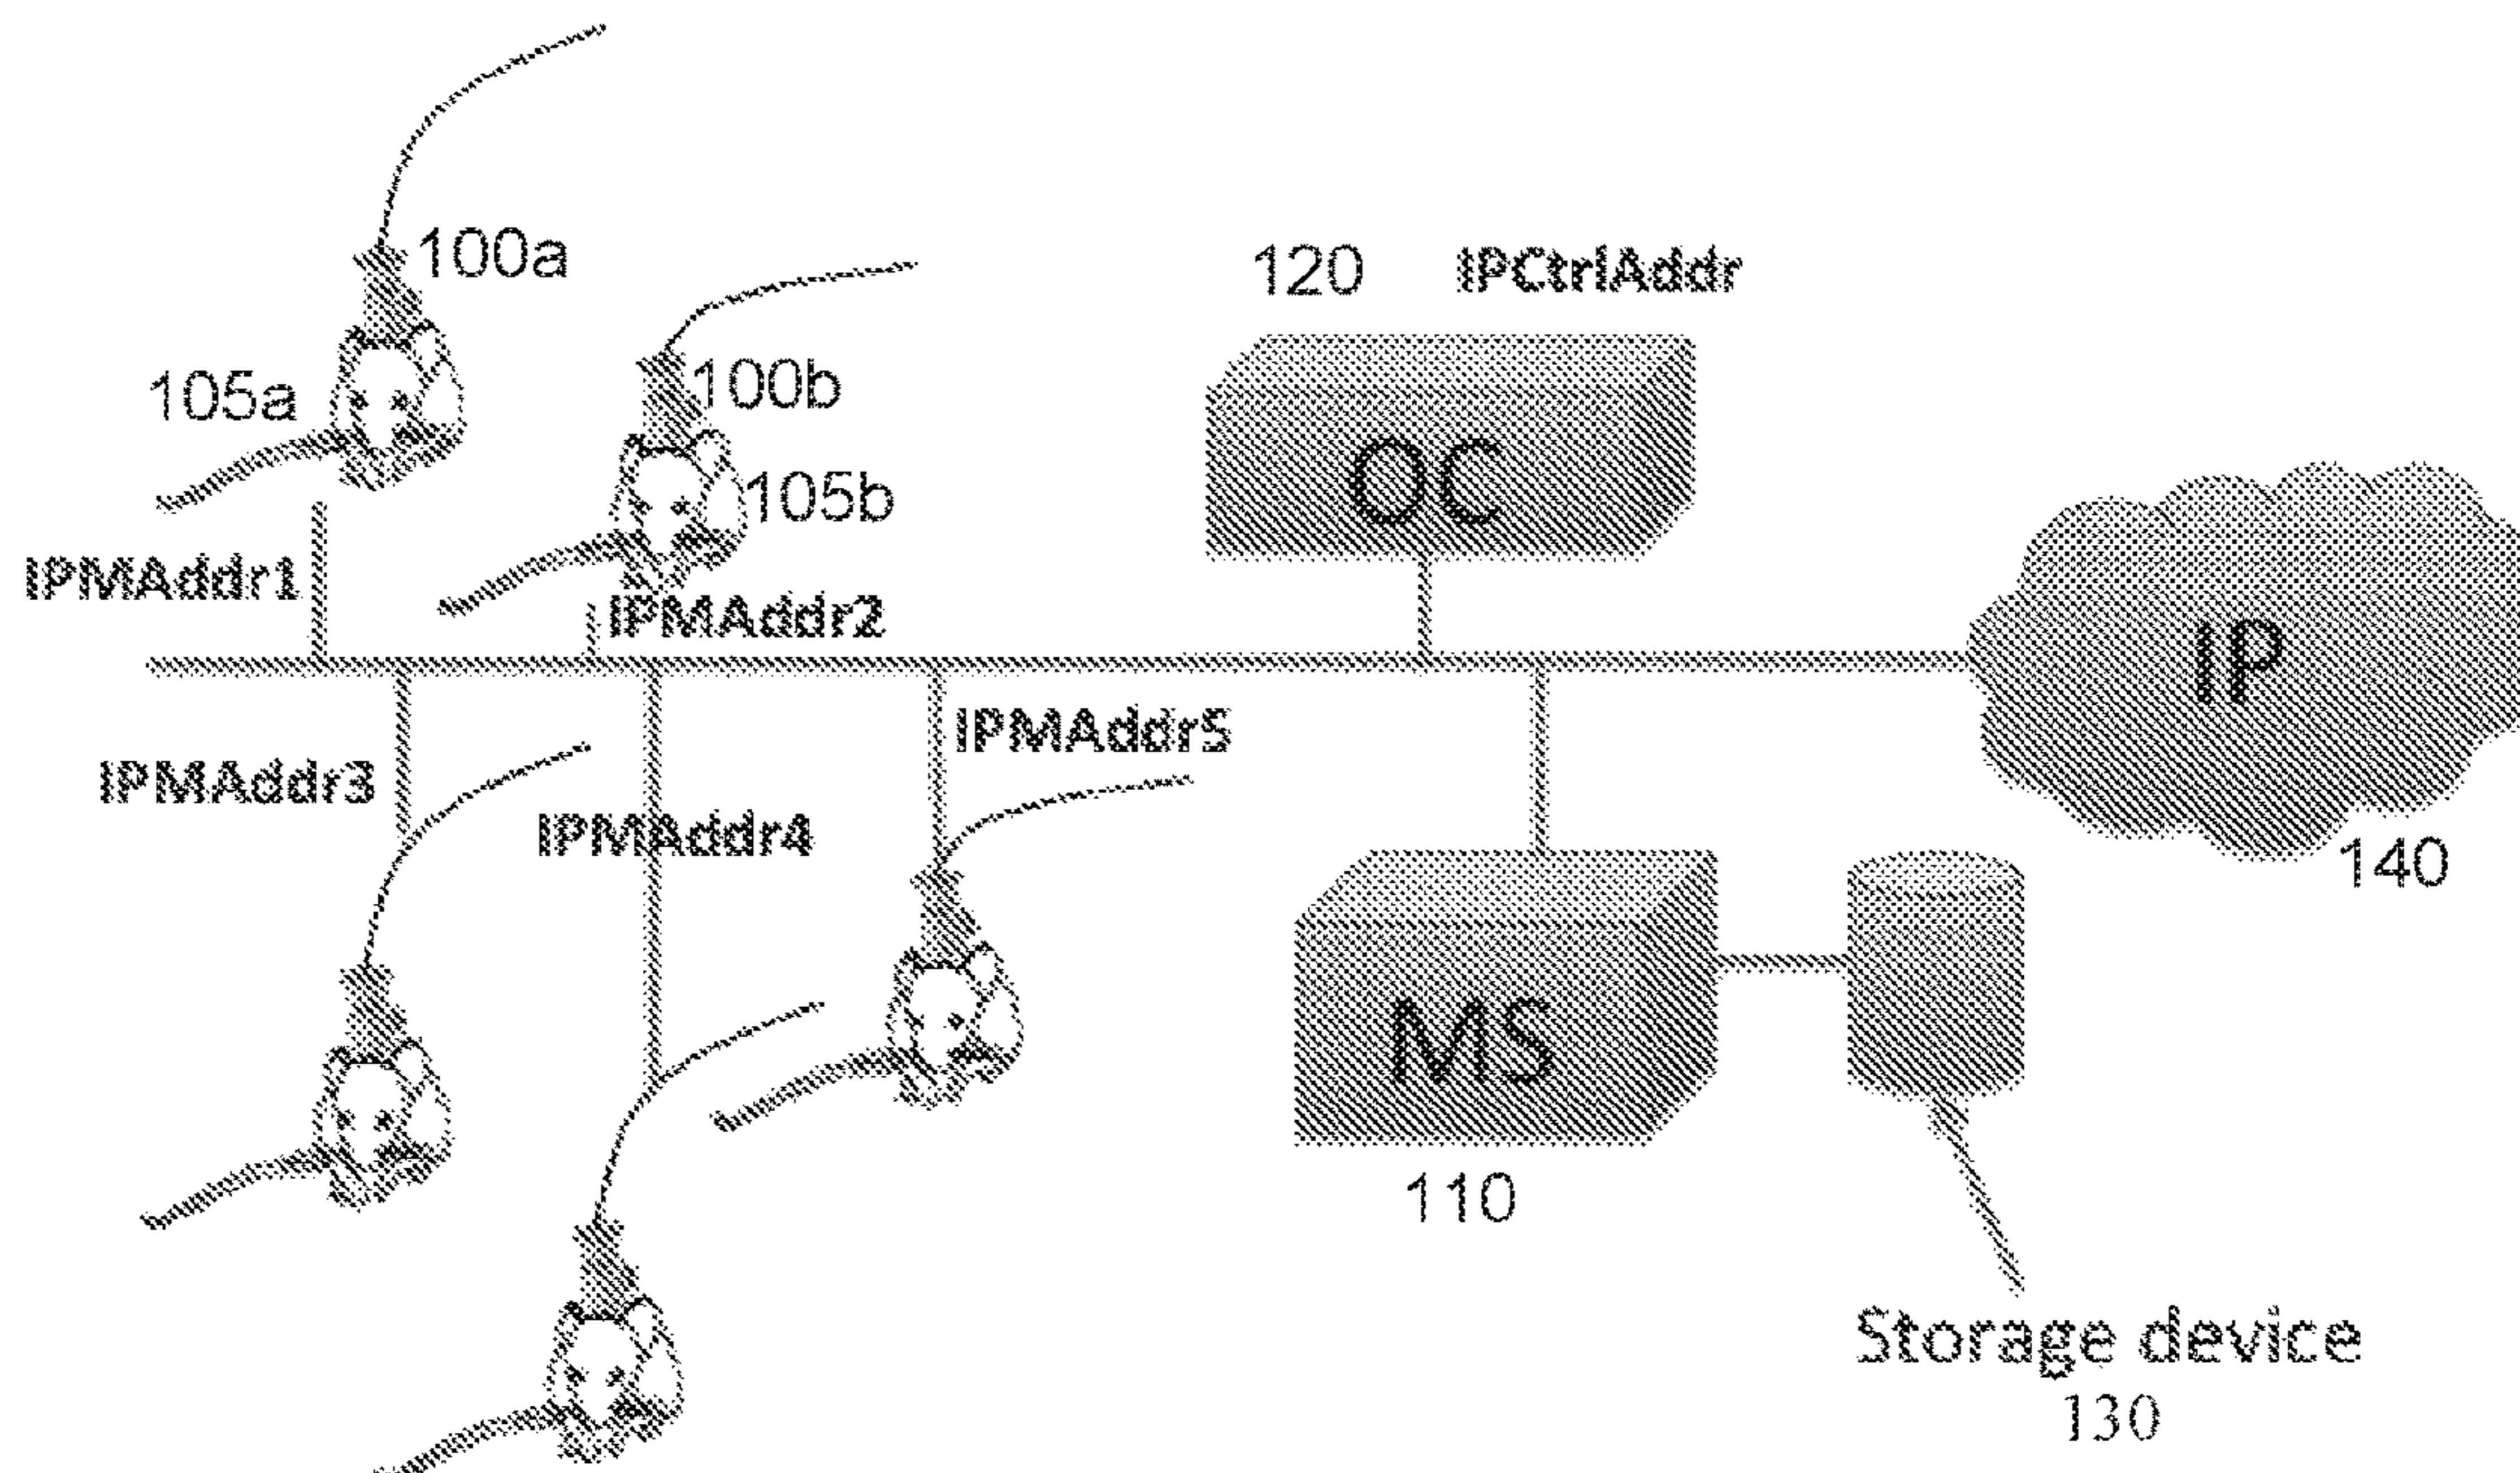 100a
120 IPCtrlAddr
105a
100b
OC
105b
IPMAddr1
IPMAddr2
IP
IPMAddr5
IPMAddr3
IPMAddr4
140
MS
110
Storage device
130